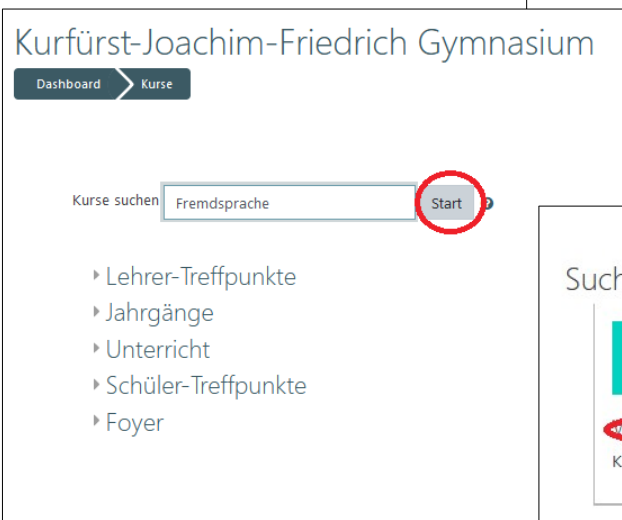 Kurfürst-Joachim-Friedrich Gymnasium
Dashboard Kurse
Kurse suchen Fremdsprache Start
Lehrer-Treffpunkte
Jahrgänge
Unterricht
Schüler-Treffpunkte
Foyer
Such
K